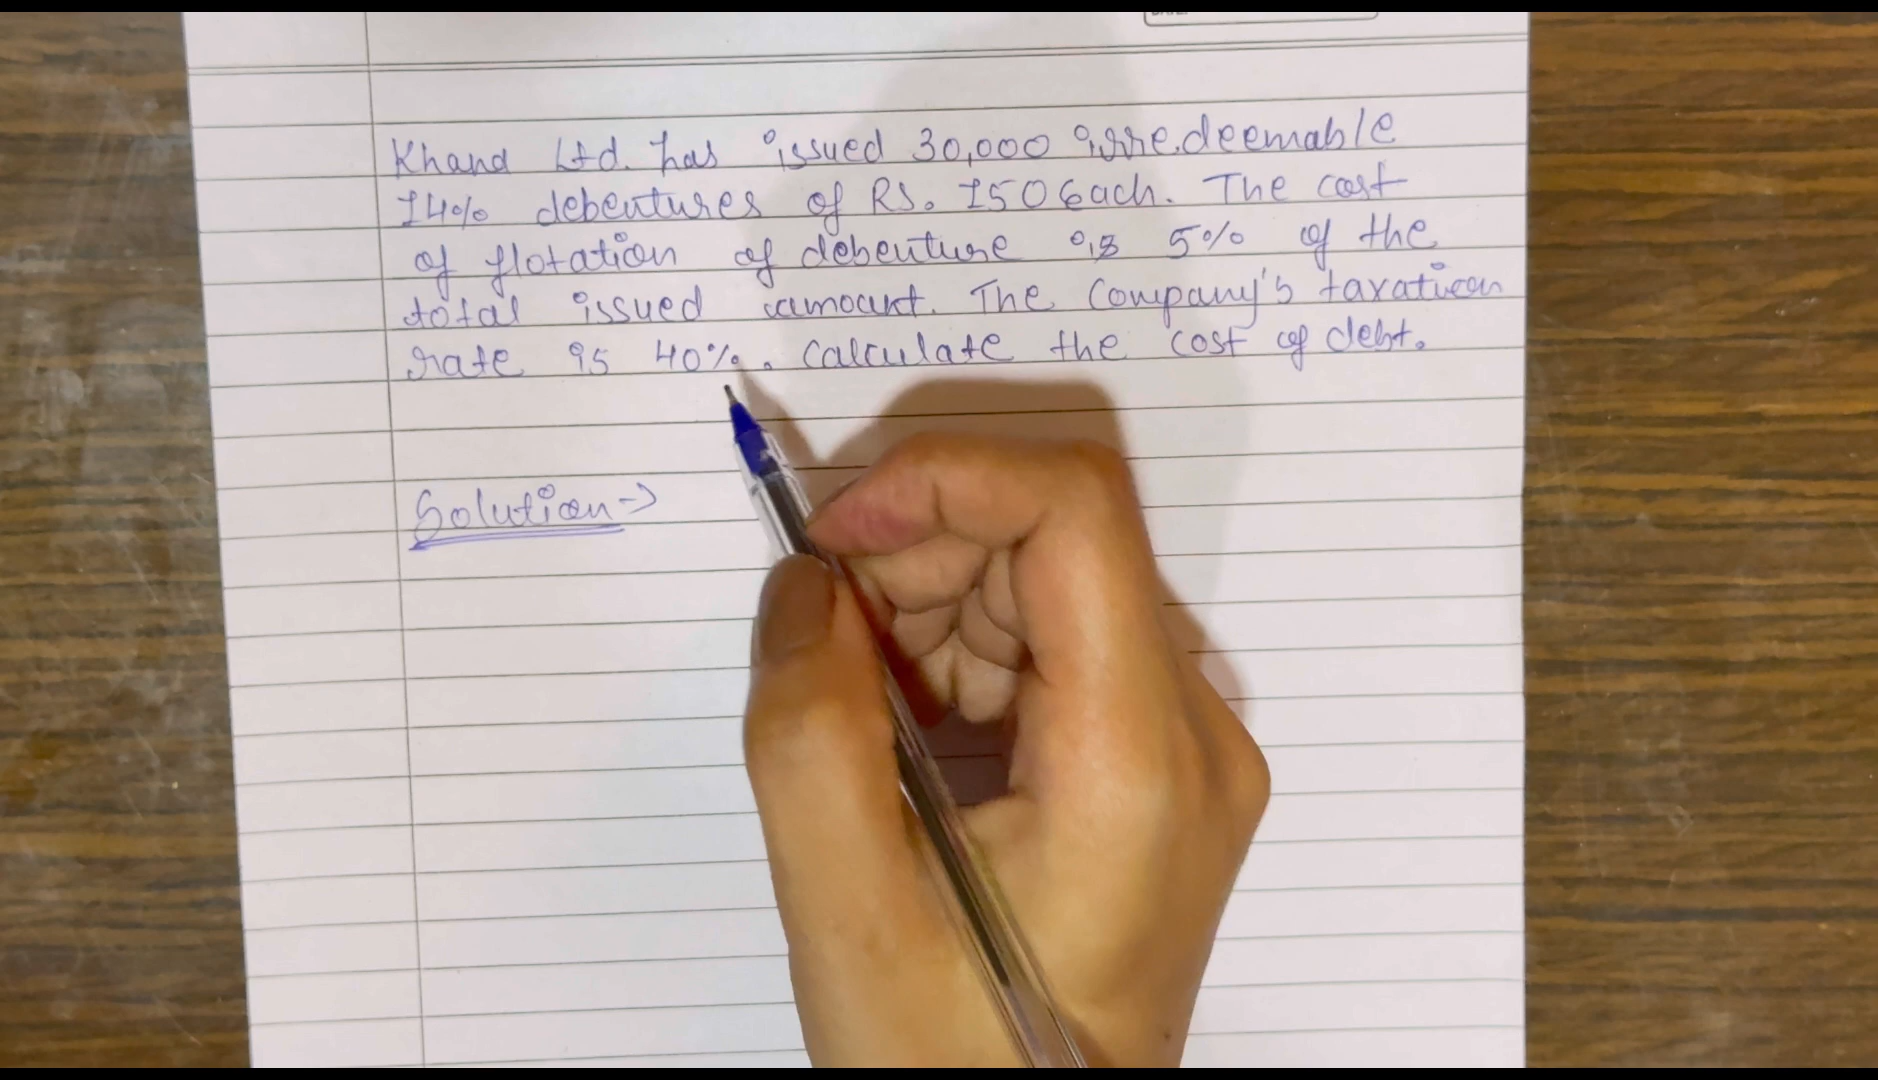 Khand Ltd. has issued 30,000 irredeemable
14% debentures of RS. 150 Each. The cost
of flotation of debenture is 5% of the
total issued amount. The Company's taxation
rate is 40%. Calculate the cost of debt.
Solution →